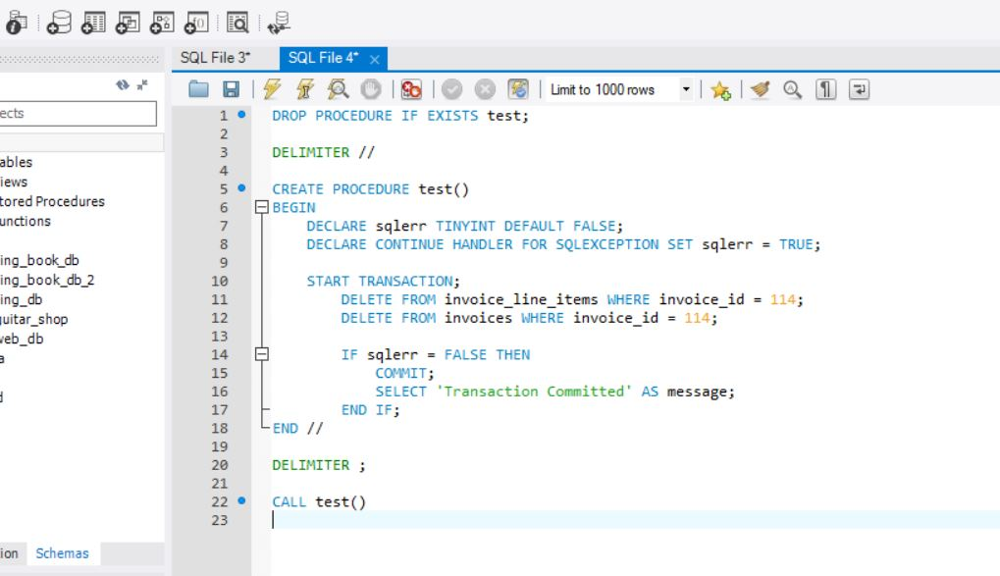 SQL File 3*
SQL File 4*
Limit to 1000 rows
ects
ables
iews
tored Procedures
unctions
ing_book_db
ing_book_db_2
ing_db
guitar_shop
web_db
a
d
ion
Schemas
1 DROP PROCEDURE IF EXISTS test;
2
3 DELIMITER //
4
5 CREATE PROCEDURE test()
6 BEGIN
7 DECLARE sqlerr TINYINT DEFAULT FALSE;
8 DECLARE CONTINUE HANDLER FOR SQLEXCEPTION SET sqlerr = TRUE;
9
10 START TRANSACTION;
11 DELETE FROM invoice_line_items WHERE invoice_id = 114;
12 DELETE FROM invoices WHERE invoice_id = 114;
13
14 IF sqlerr = FALSE THEN
15 COMMIT;
16 SELECT 'Transaction Committed' AS message;
17 END IF;
18 END //
19
20 DELIMITER ;
21
22 CALL test()
23